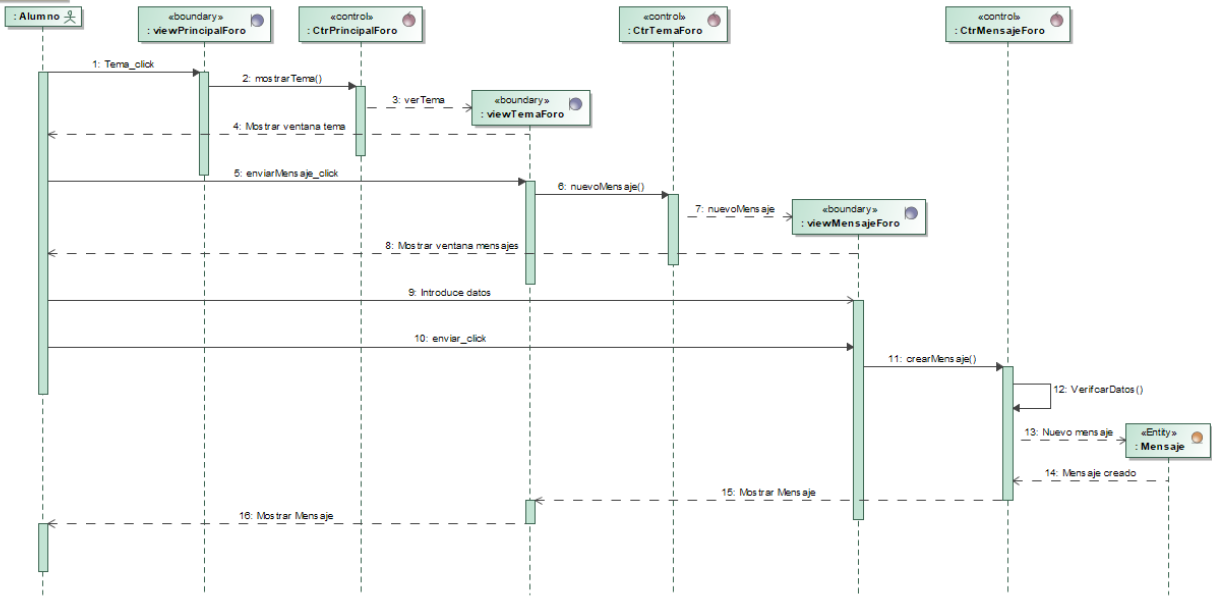 : Alumno
«boundary»
: viewPrincipalForo
«control»
: CtrPrincipalForo
«control»
: CtrTemaForo
«control»
: CtrMensajeForo
1: Tema_click
2: mostrarTema()
3: verTema
«boundary»
: viewTemaForo
4: Mostrar ventana tema
5: enviarMensaje_click
6: nuevoMensaje()
7: nuevoMensaje
«boundary»
: viewMensajeForo
8: Mostrar ventana mensajes
9: Introduce datos
10: enviar_click
11: crearMensaje()
12: VerifcarDatos()
13: Nuevo mensaje
«Entity»
: Mensaje
14: Mensaje creado
15: Mostrar Mensaje
16: Mostrar Mensaje